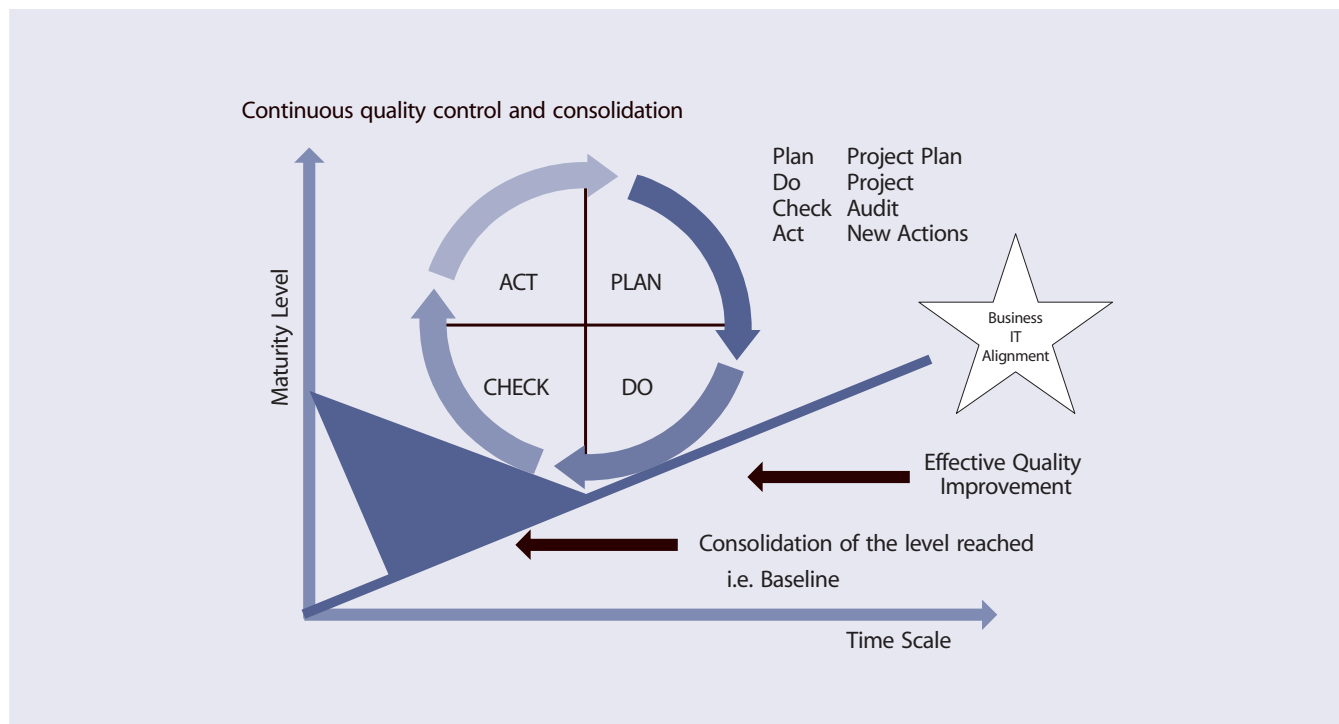 Continuous quality control and consolidation
Plan Project Plan
Do Project
Check Audit
Act New Actions
Maturity Level
ACT
PLAN
CHECK
DO
Business
IT
Alignment
Effective Quality
Improvement
Consolidation of the level reached
i.e. Baseline
Time Scale